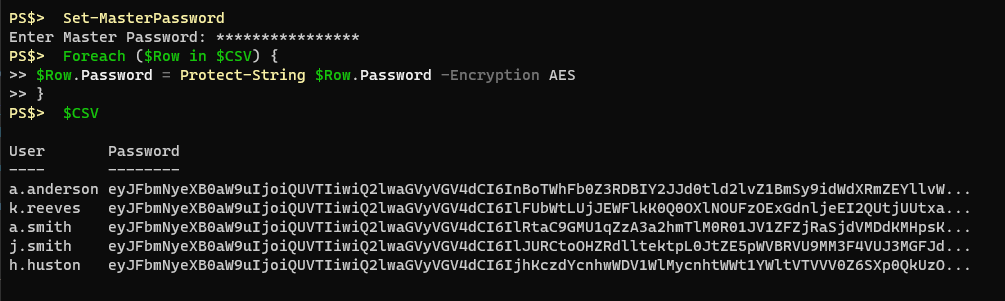 PS$> Set-MasterPassword
Enter Master Password: ****************
PS$> Foreach ($Row in $CSV) {
>> $Row.Password = Protect-String $Row.Password -Encryption AES
>> }
PS$> $CSV
User Password
---- --------
a.anderson eyJFbmNyeXB0aW9uIjoiQUVTIiwiQ2lwaGVyVGV4dCI6InBoTWhFb0Z3RDBIY2JJd0tld2lvZ1BmSy9idWdXRmZEYllvW...
k.reeves eyJFbmNyeXB0aW9uIjoiQUVTIiwiQ2lwaGVyVGV4dCI6IlFUbWtLUjJEWFlkK0Q0OXlNOUFzOExGdnljeEI2QUtjUUtxa...
a.smith eyJFbmNyeXB0aW9uIjoiQUVTIiwiQ2lwaGVyVGV4dCI6IlRtaC9GMU1qZzA3a2hmTlM0R01JV1ZFZjRaSjdVMDdKMHpsK...
j.smith eyJFbmNyeXB0aW9uIjoiQUVTIiwiQ2lwaGVyVGV4dCI6IlJURCtoOHZRdlltektpL0JtZE5pWVBRVU9MM3F4VUJ3MGFJd...
h.huston eyJFbmNyeXB0aW9uIjoiQUVTIiwiQ2lwaGVyVGV4dCI6IjhKczdYcnhwWDV1WlMycnhtWWt1YWltVTVVV0Z6SXp0QkUzO...